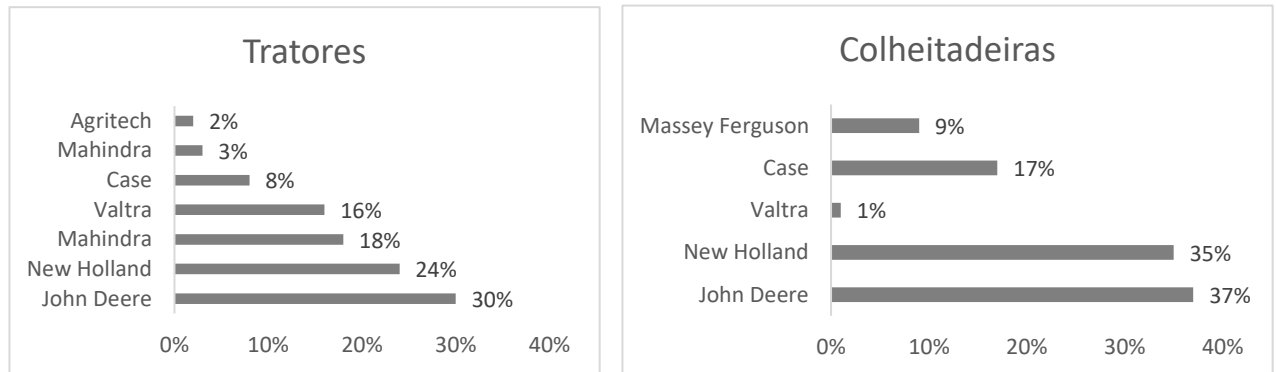 Tratores
Agritech 2%
Mahindra 3%
Case 8%
Valtra 16%
Mahindra 18%
New Holland 24%
John Deere 30%
0% 10% 20% 30% 40%
Colheitadeiras
Massey Ferguson 9%
Case 17%
Valtra 1%
New Holland 35%
John Deere 37%
0% 10% 20% 30% 40%